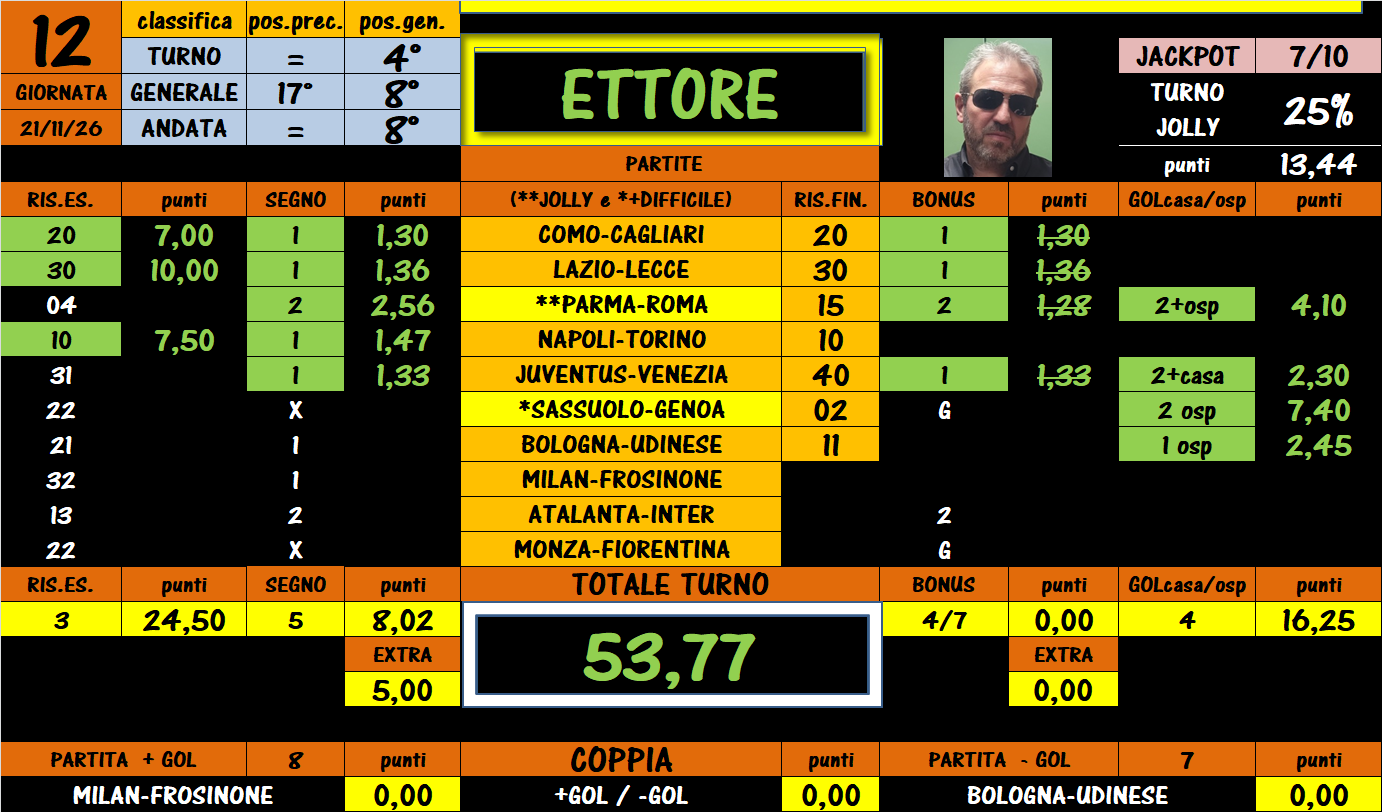 12 classifica pos.prec. pos.gen.
TURNO = 4° ETTORE JACKPOT 7/10
GIORNATA GENERALE 17° 8° TURNO JOLLY 25%
21/11/26 ANDATA = 8°
PARTITE punti 13,44
RIS.ES. punti SEGNO punti (**JOLLY e *+DIFFICILE) RIS.FIN. BONUS punti GOLcasa/osp punti
20 7,00 1 1,30 COMO-CAGLIARI 20 1 1,30
30 10,00 1 1,36 LAZIO-LECCE 30 1 1,36
04 2 2,56 **PARMA-ROMA 15 2 1,28 2+osp 4,10
10 7,50 1 1,47 NAPOLI-TORINO 10
31 1 1,33 JUVENTUS-VENEZIA 40 1 1,33 2+casa 2,30
22 X *SASSUOLO-GENOA 02 G 2 osp 7,40
21 1 BOLOGNA-UDINESE 11 1 osp 2,45
32 1 MILAN-FROSINONE
13 2 ATALANTA-INTER 2
22 X MONZA-FIORENTINA G
RIS.ES. punti SEGNO punti TOTALE TURNO BONUS punti GOLcasa/osp punti
3 24,50 5 8,02 53,77 4/7 0,00 4 16,25
EXTRA EXTRA
5,00 0,00
PARTITA + GOL 8 punti COPPIA punti PARTITA - GOL 7 punti
MILAN-FROSINONE 0,00 +GOL / -GOL 0,00 BOLOGNA-UDINESE 0,00